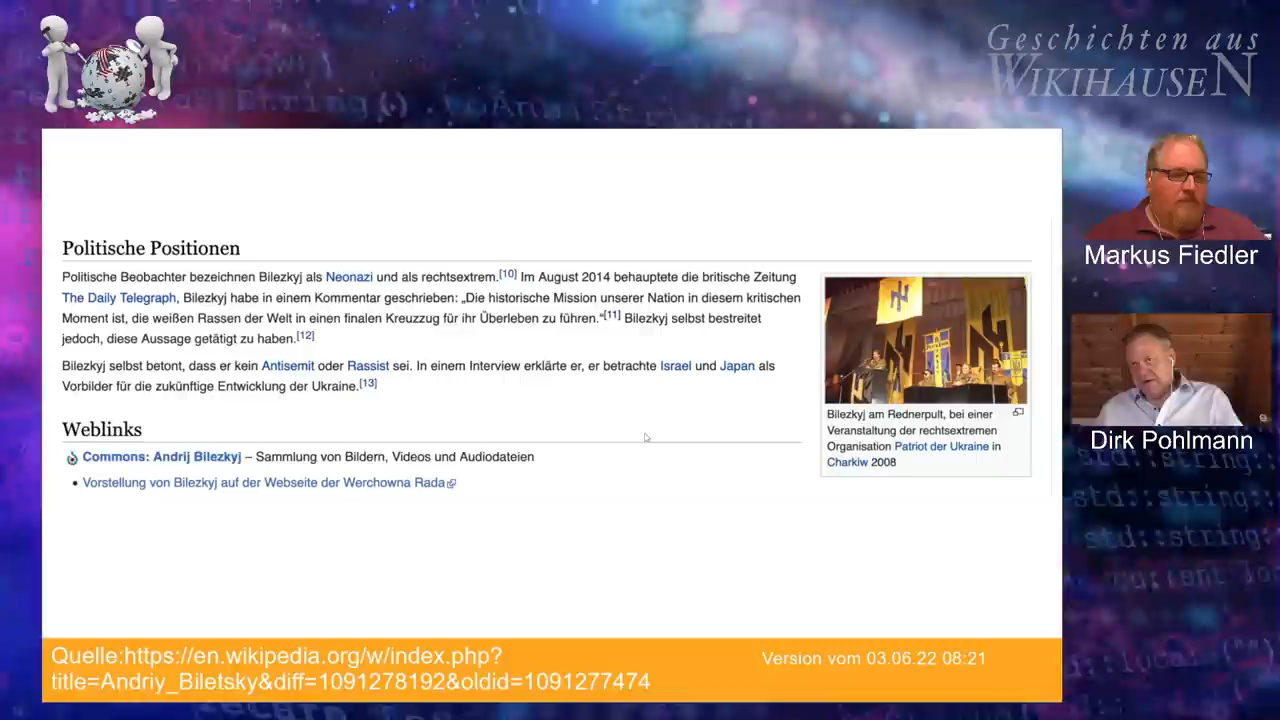 Geschichten aus
WIKIHAUSEN
Politische Positionen
Politische Beobachter bezeichnen Bilezkyj als Neonazi und als rechtsextrem.[10] Im August 2014 behauptete die britische Zeitung
The Daily Telegraph, Bilezkyj habe in einem Kommentar geschrieben: „Die historische Mission unserer Nation in diesem kritischen
Moment ist, die weißen Rassen der Welt in einen finalen Kreuzzug für ihr Überleben zu führen.“[11] Bilezkyj selbst bestreitet
jedoch, diese Aussage getätigt zu haben.[12]
Bilezkyj selbst betont, dass er kein Antisemit oder Rassist sei. In einem Interview erklärte er, er betrachte Israel und Japan als
Vorbilder für die zukünftige Entwicklung der Ukraine.[13]
Weblinks
Commons: Andrij Bilezkyj – Sammlung von Bildern, Videos und Audiodateien
• Vorstellung von Bilezkyj auf der Webseite der Werchowna Rada
Bilezkyj am Rednerpult, bei einer
Veranstaltung der rechtsextremen
Organisation Patriot der Ukraine in
Charkiw 2008
Markus Fiedler
Dirk Pohlmann
Quelle:https://en.wikipedia.org/w/index.php?
title=Andriy_Biletsky&diff=1091278192&oldid=1091277474
Version vom 03.06.22 08:21
std::string:
std::string: